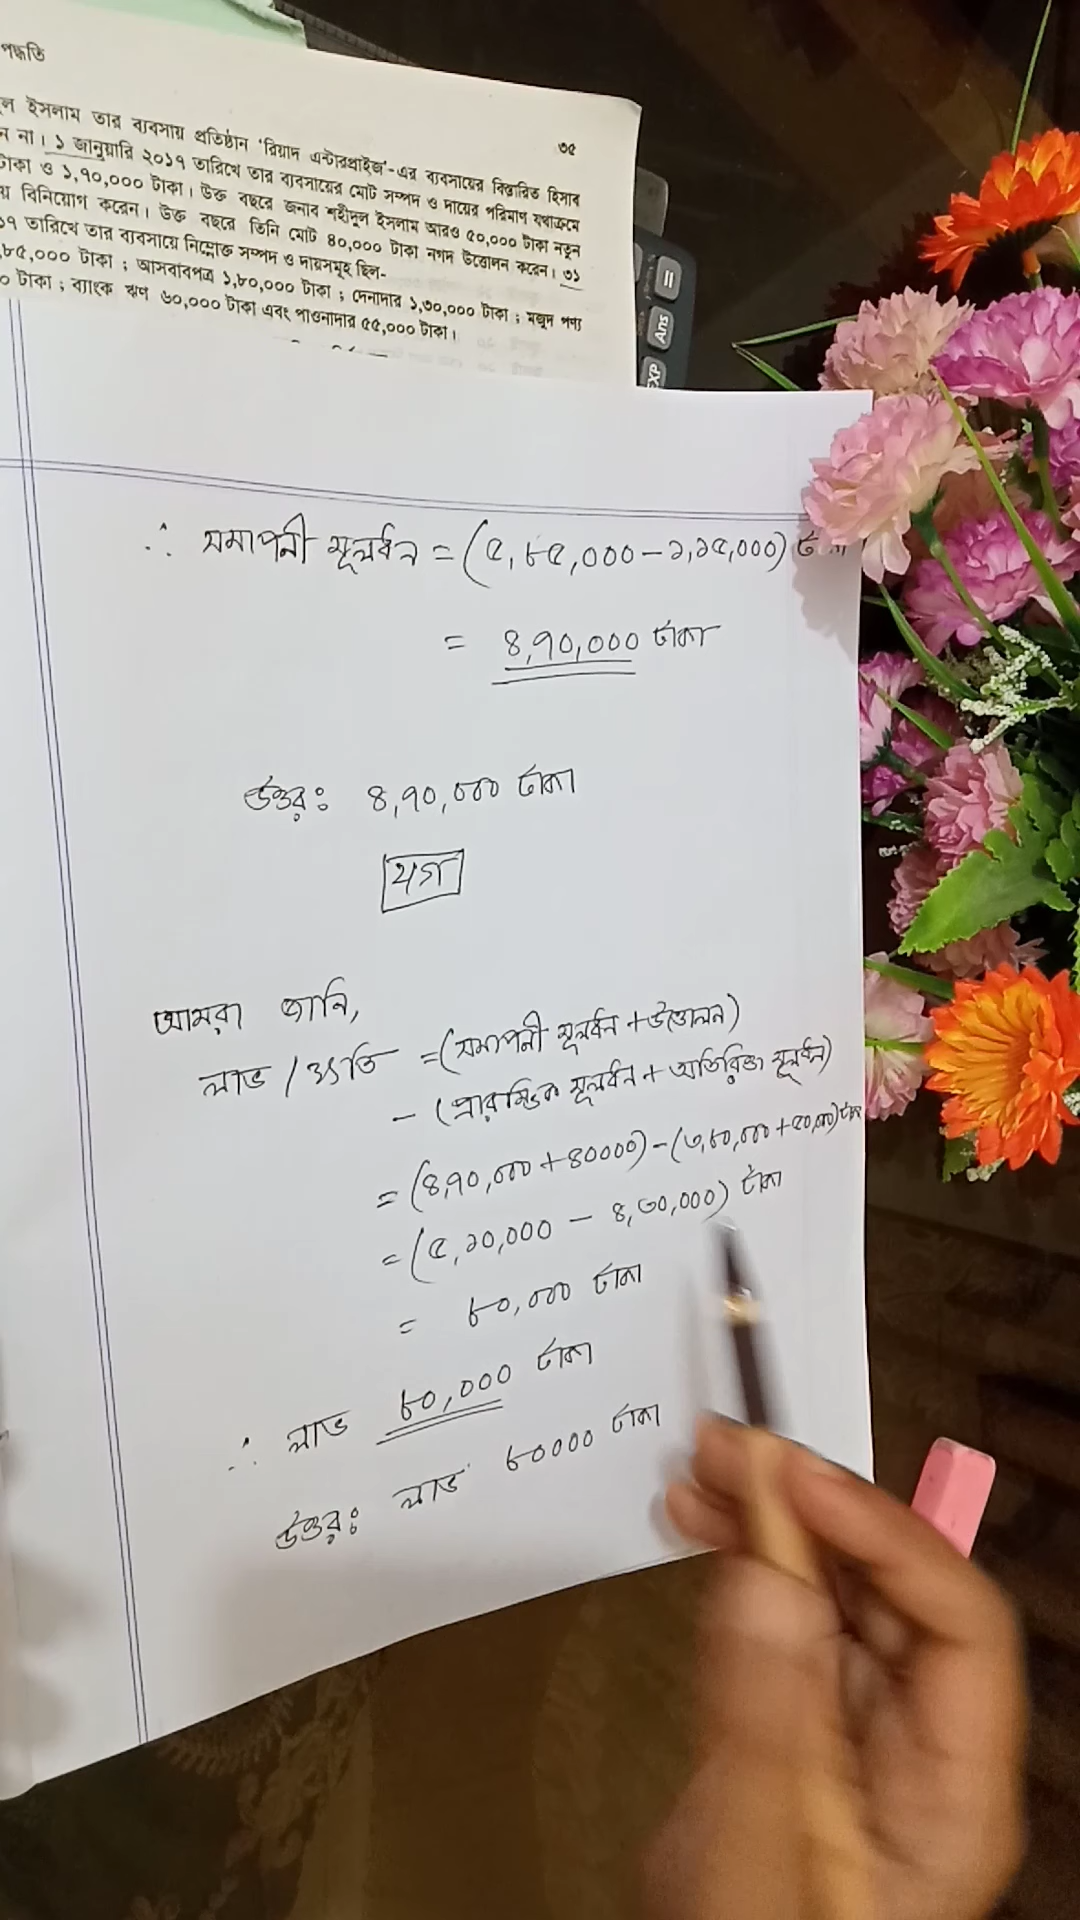 পদ্ধতি
৩৫
ল ইসলাম তার ব্যবসায় প্রতিষ্ঠান 'রিয়াদ এন্টারপ্রাইজ'-এর ব্যবসায়ের বিস্তারিত হিসাব
ন না। ১ জানুয়ারি ২০১৭ তারিখে তার ব্যবসায়ের মোট সম্পদ ও দায়ের পরিমাণ যথাক্রমে
টাকা ও ১,৭০,০০০ টাকা। উক্ত বছরে জনাব শহীদুল ইসলাম আরও ৫০,০০০ টাকা নতুন
য় বিনিয়োগ করেন। উক্ত বছরে তিনি মোট ৪০,০০০ টাকা নগদ উত্তোলন করেন। ৩১
১৭ তারিখে তার ব্যবসায়ে নিম্নোক্ত সম্পদ ও দায়সমূহ ছিল-
,৮৫,০০০ টাকা ; আসবাবপত্র ১,৮০,০০০ টাকা ; দেনাদার ১,৩০,০০০ টাকা ; মজুদ পণ্য
০ টাকা ; ব্যাংক ঋণ ৬০,০০০ টাকা এবং পাওনাদার ৫৫,০০০ টাকা।
∴ সমাপনী মূলধন = (৫,৮৫,০০০ – ১,১৫,০০০)
= ৪,৭০,০০০ টাকা
উত্তর: ৪,৭০,০০০ টাকা
আমরা জানি,
লাভ / ক্ষতি = (সমাপনী মূলধন + উত্তোলন)
– (প্রারম্ভিক মূলধন + অতিরিক্ত মূলধন)
= (৪,৭০,০০০ + ৪০০০০) – (৩,৮০,০০০ + ৫০,০০০) টাকা
= (৫,১০,০০০ – ৪,৩০,০০০) টাকা
= ৮০,০০০ টাকা
∴ লাভ ৮০,০০০ টাকা
উত্তর: লাভ ৮০০০০ টাকা
=
Ans
EXP